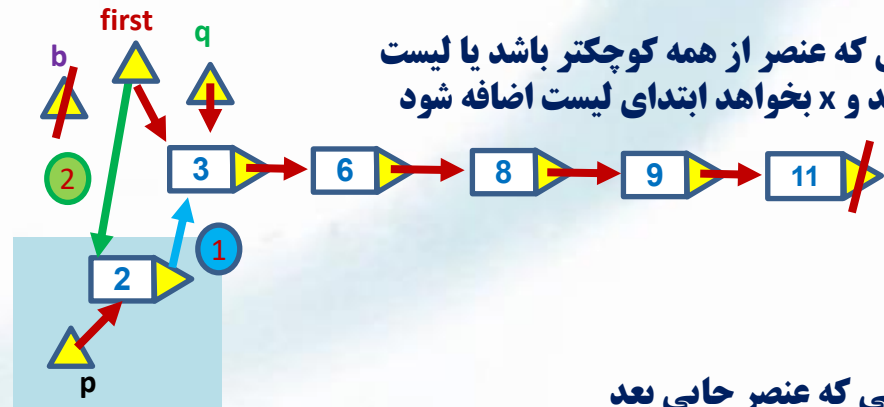 first
b
q
که عنصر از همه کوچکتر باشد یا لیست
و x بخواهد ابتدای لیست اضافه شود
3 6 8 9 11
2
1
2
p
که عنصر جایی بعد